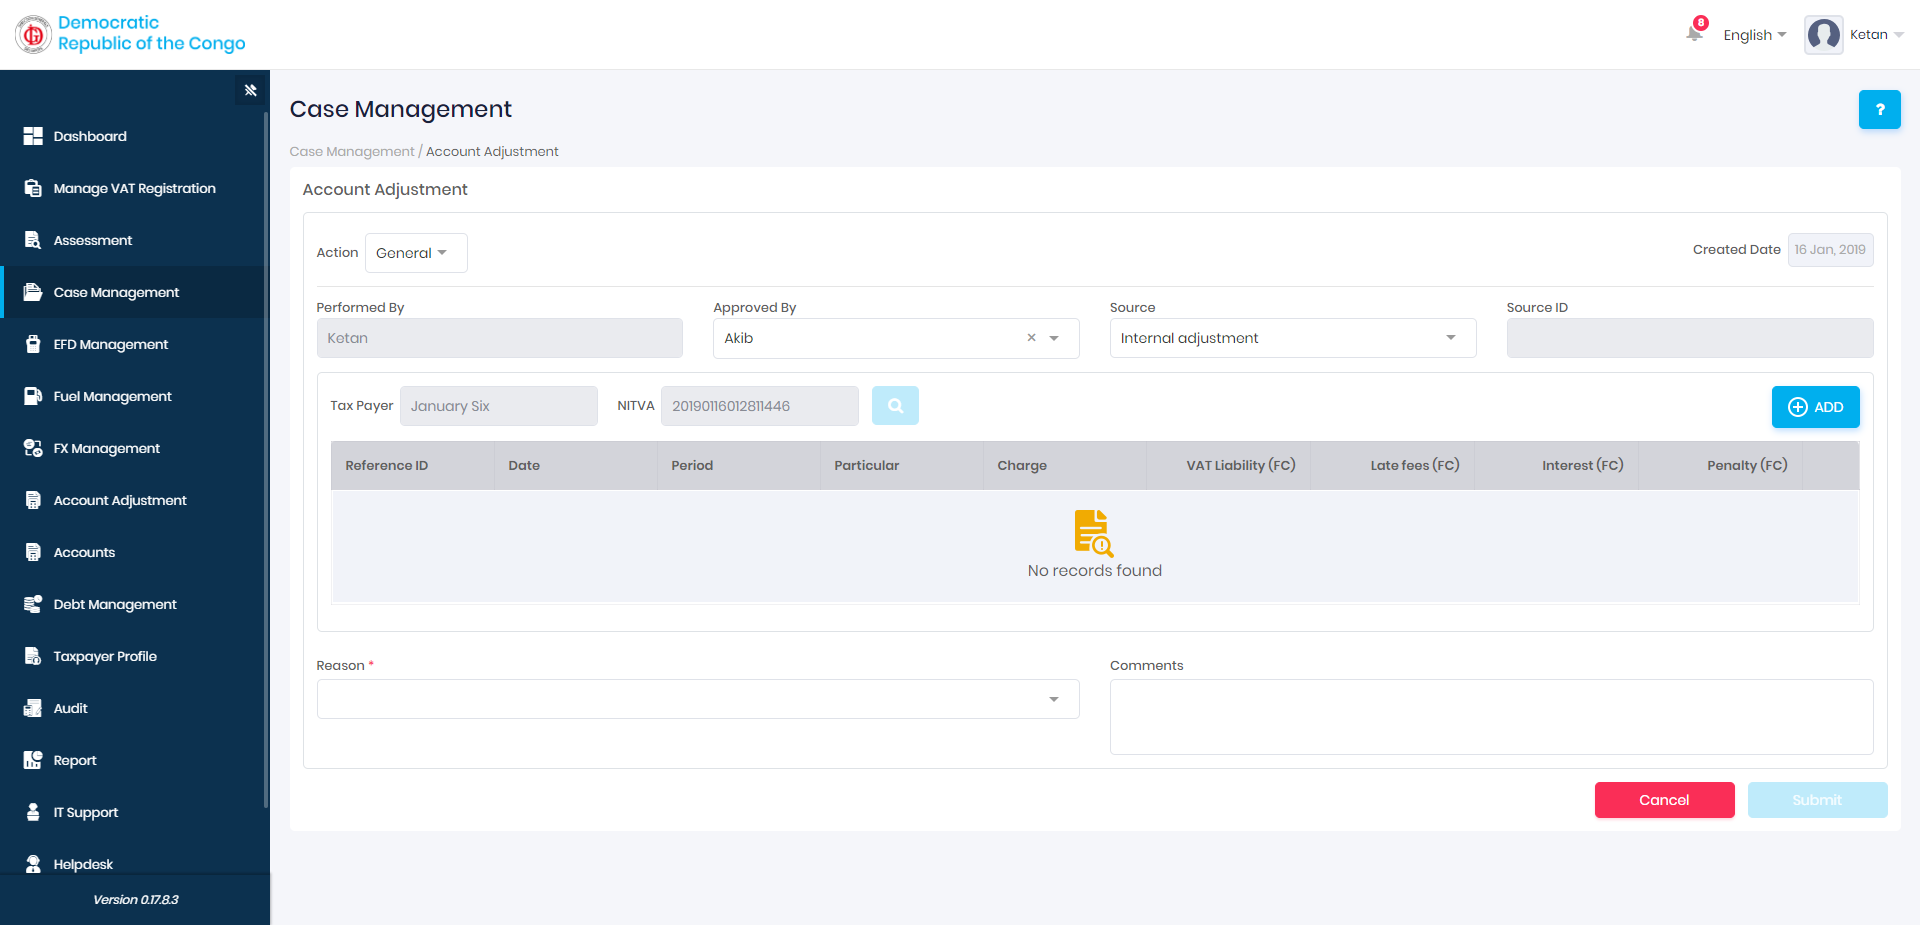 Democratic
Republic of the Congo
8
English
Ketan
Dashboard
Manage VAT Registration
Assessment
Case Management
EFD Management
Fuel Management
FX Management
Account Adjustment
Accounts
Debt Management
Taxpayer Profile
Audit
Report
IT Support
Helpdesk
Version 0.17.8.3
Case Management
?
Case Management / Account Adjustment
Account Adjustment
Action General
Created Date 16 Jan, 2019
Performed By Approved By Source Source ID
Ketan Akib × Internal adjustment
Tax Payer January Six NITVA 20190116012811446 ADD
Reference ID Date Period Particular Charge VAT Liability (FC) Late fees (FC) Interest (FC) Penalty (FC)
No records found
Reason * Comments
Cancel Submit